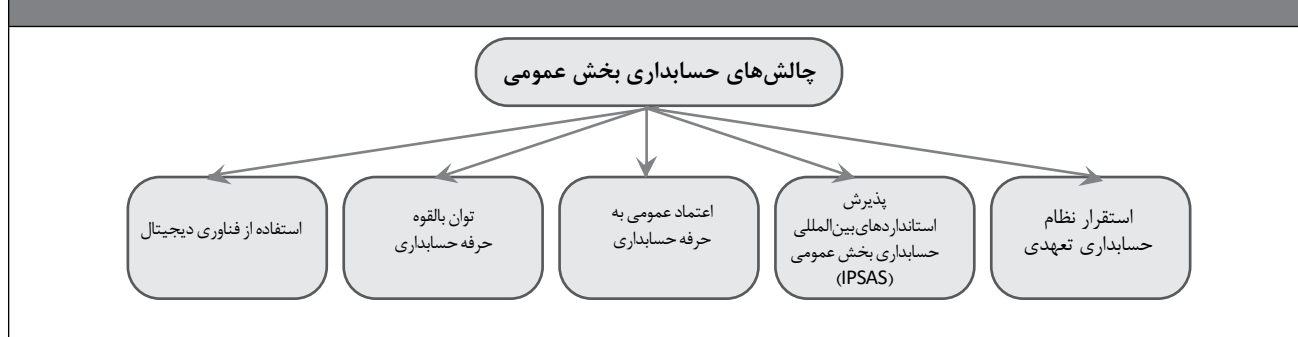 چالش‌های حسابداری بخش عمومی
استقرار نظام
حسابداری تعهدی
پذیرش
استانداردهای بین‌المللی
حسابداری بخش عمومی
(IPSAS)
اعتماد عمومی به
حرفه حسابداری
توان بالقوه
حرفه حسابداری
استفاده از فناوری دیجیتال